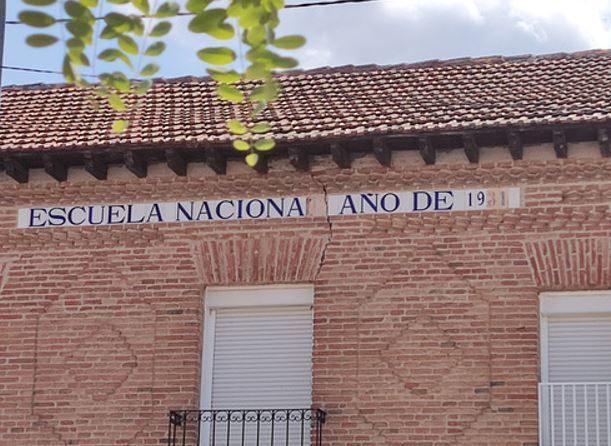 ESCUELA NACIONAL AÑO DE 1931